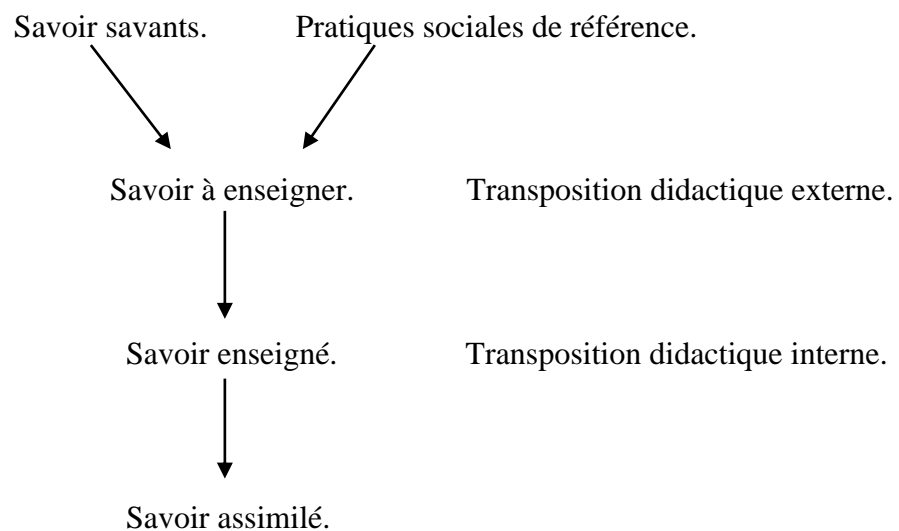 Savoir savants. Pratiques sociales de référence.
Savoir à enseigner. Transposition didactique externe.
Savoir enseigné. Transposition didactique interne.
Savoir assimilé.